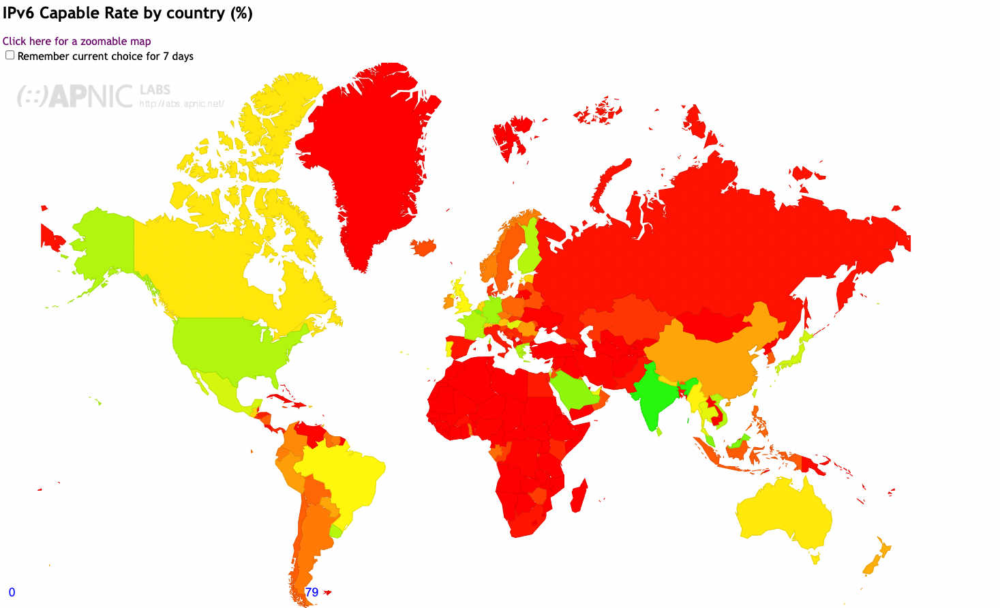 IPv6 Capable Rate by country (%)
Click here for a zoomable map
Remember current choice for 7 days
(::)APNIC LABS
http://labs.apnic.net/
0
79